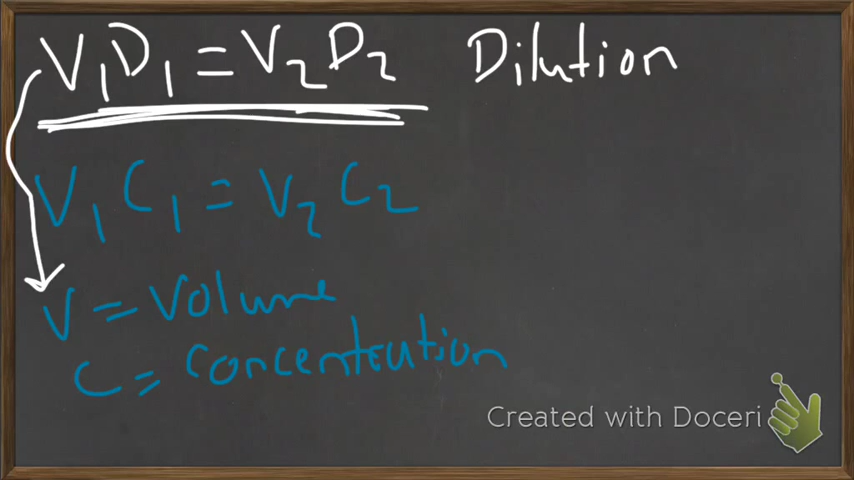 V₁D₁ = V₂D₂ Dilution
V₁C₁ = V₂C₂
V = Volume
C = Concentration
Created with Doceri